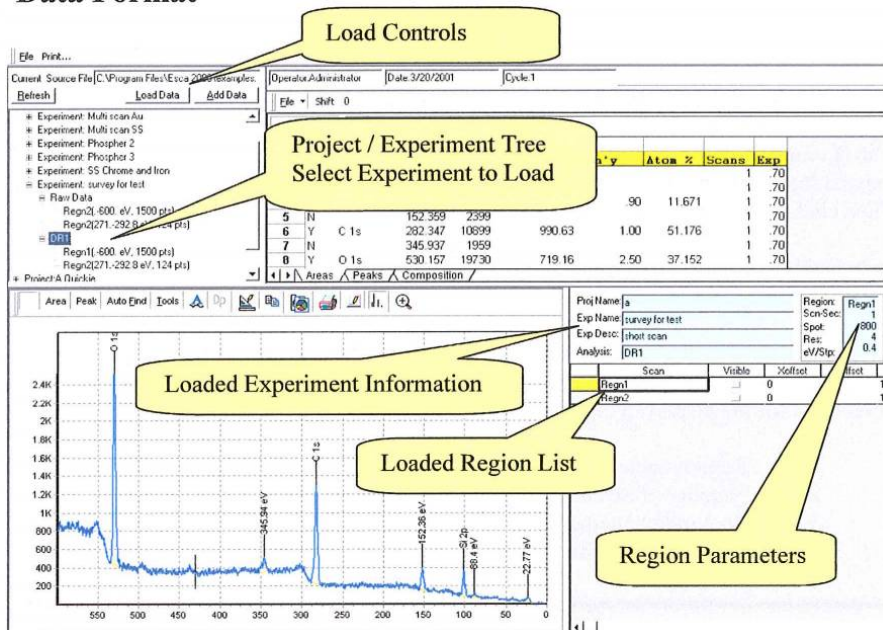 Data Format
Load Controls
File Print...
Current Source File C:\Program Files\Esca 2000\examples.
Refresh Load Data Add Data
Experiment: Multi scan Au
Experiment: Multi scan SS
Experiment: Phospher 2
Experiment: Phospher 3
Experiment: SS Chrome and Iron
Experiment: survey for test
Raw Data
Regn2(.-600. eV, 1500 pts)
Regn2(271.-292.8 eV, 124 pts)
DR1
Regn1(.-600. eV, 1500 pts)
Regn2(271.-292.8 eV, 124 pts)
Project:A Quickie
Operator:Administrator Date:3/20/2001 Cycle:1
File Shift 0
Project / Experiment Tree
Select Experiment to Load
n'y Atom % Scans Exp
1 .70
1 .70
.90 11.671 1 .70
5 N 152.359 2399 1 .70
6 Y C 1s 282.347 10899 990.63 1.00 51.176 1 .70
7 N 345.937 1959 1 .70
8 Y O 1s 530.157 19730 719.16 2.50 37.152 1 .70
Areas Peaks Composition
Area Peak Auto Find Tools
O 1s
C 1s
345.94 eV
152.36 eV
Si 2p
88.4 eV
22.77 eV
2.4K
2.2K
2K
1.8K
1.6K
1.4K
1.2K
1K
800
600
400
200
550 500 450 400 350 300 250 200 150 100 50 0
Loaded Experiment Information
Proj Name: a
Exp Name: survey for test
Exp Desc: short scan
Analysis: DR1
Region: Regn1
Scn-Sec: 1
Spot: 800
Res: 4
eV/Stp: 0.4
Scan Visible Xoffset ffset
Regn1 0 1
Regn2 0 1
Loaded Region List
Region Parameters